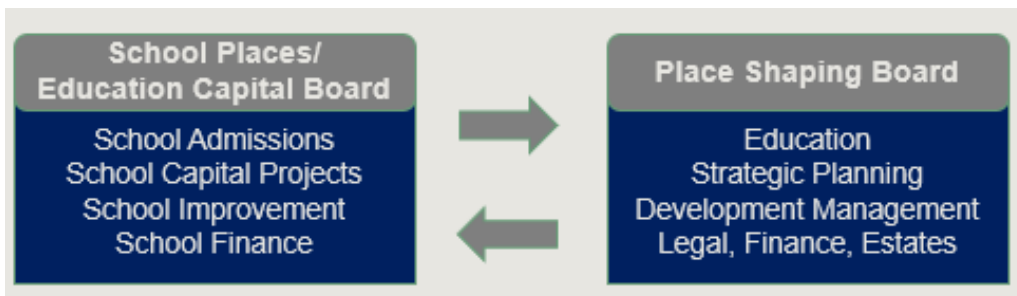 School Places/
Education Capital Board
School Admissions
School Capital Projects
School Improvement
School Finance
Place Shaping Board
Education
Strategic Planning
Development Management
Legal, Finance, Estates